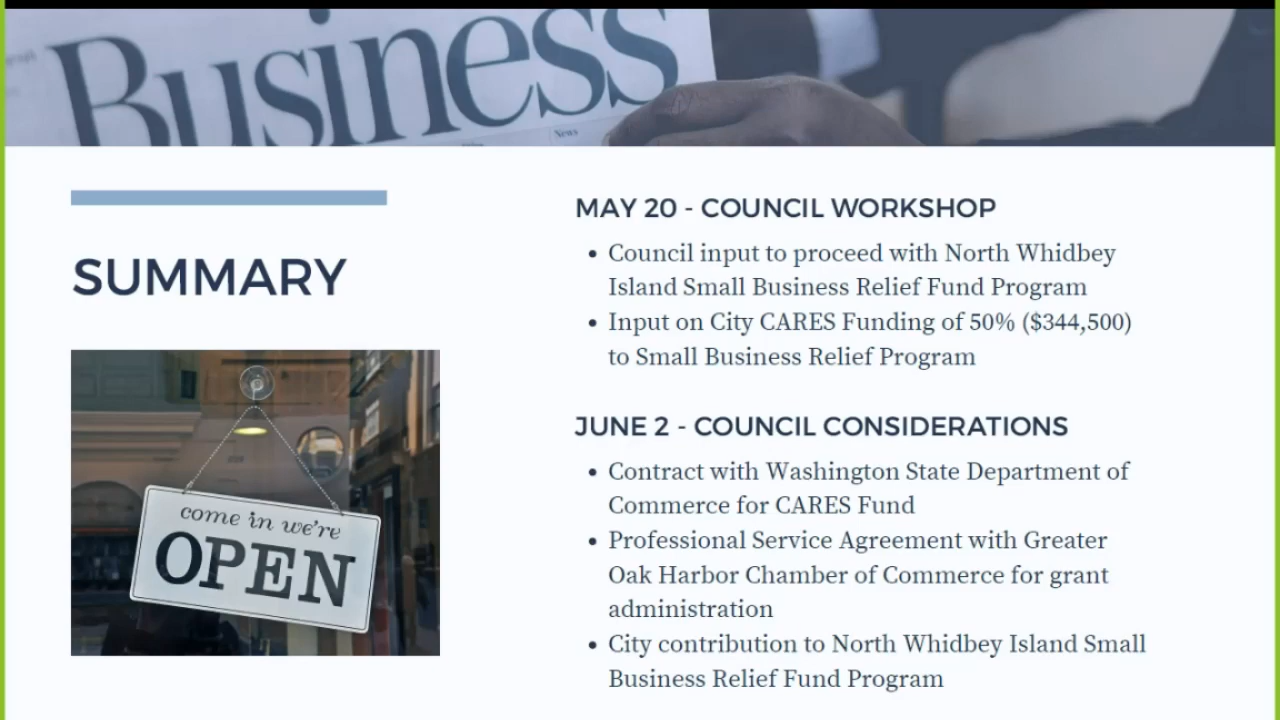 Business
News
SUMMARY
come in we're
OPEN
MAY 20 - COUNCIL WORKSHOP
• Council input to proceed with North Whidbey
Island Small Business Relief Fund Program
• Input on City CARES Funding of 50% ($344,500)
to Small Business Relief Program
JUNE 2 - COUNCIL CONSIDERATIONS
• Contract with Washington State Department of
Commerce for CARES Fund
• Professional Service Agreement with Greater
Oak Harbor Chamber of Commerce for grant
administration
• City contribution to North Whidbey Island Small
Business Relief Fund Program